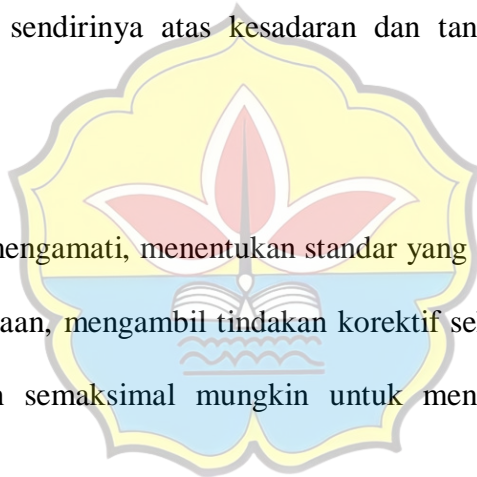 sendirinya atas kesadaran dan tan
mengamati, menentukan standar yang
aan, mengambil tindakan korektif se
semaksimal mungkin untuk men